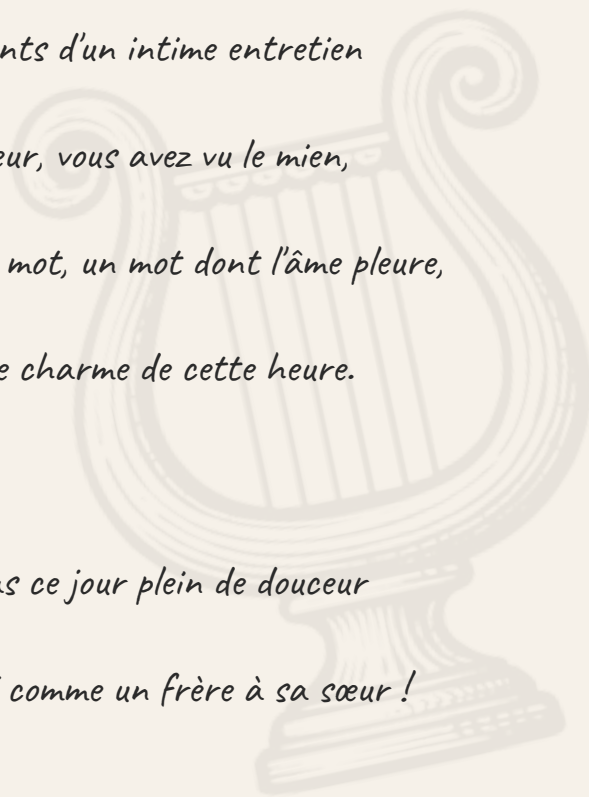 nts d'un intime entretien
eur, vous avez vu le mien,
mot, un mot dont l'âme pleure,
e charme de cette heure.
s ce jour plein de douceur
comme un frère à sa sœur !